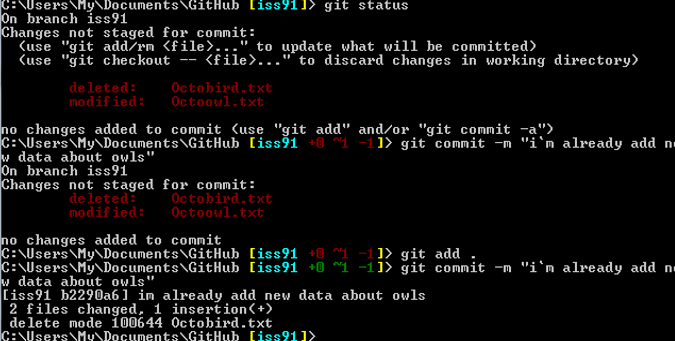 C:\Users\My\Documents\GitHub [iss91]> git status
On branch iss91
Changes not staged for commit:
  (use "git add/rm <file>..." to update what will be committed)
  (use "git checkout -- <file>..." to discard changes in working directory)
        deleted:    Octobird.txt
        modified:   Octoowl.txt
no changes added to commit (use "git add" and/or "git commit -a")
C:\Users\My\Documents\GitHub [iss91 +0 ~1 -1]> git commit -m "i`m already add ne
w data about owls"
On branch iss91
Changes not staged for commit:
        deleted:    Octobird.txt
        modified:   Octoowl.txt
no changes added to commit
C:\Users\My\Documents\GitHub [iss91 +0 ~1 -1]> git add .
C:\Users\My\Documents\GitHub [iss91 +0 ~1 -1]> git commit -m "i`m already add ne
w data about owls"
[iss91 b2290a6] im already add new data about owls
 2 files changed, 1 insertion(+)
 delete mode 100644 Octobird.txt
C:\Users\My\Documents\GitHub [iss91]>